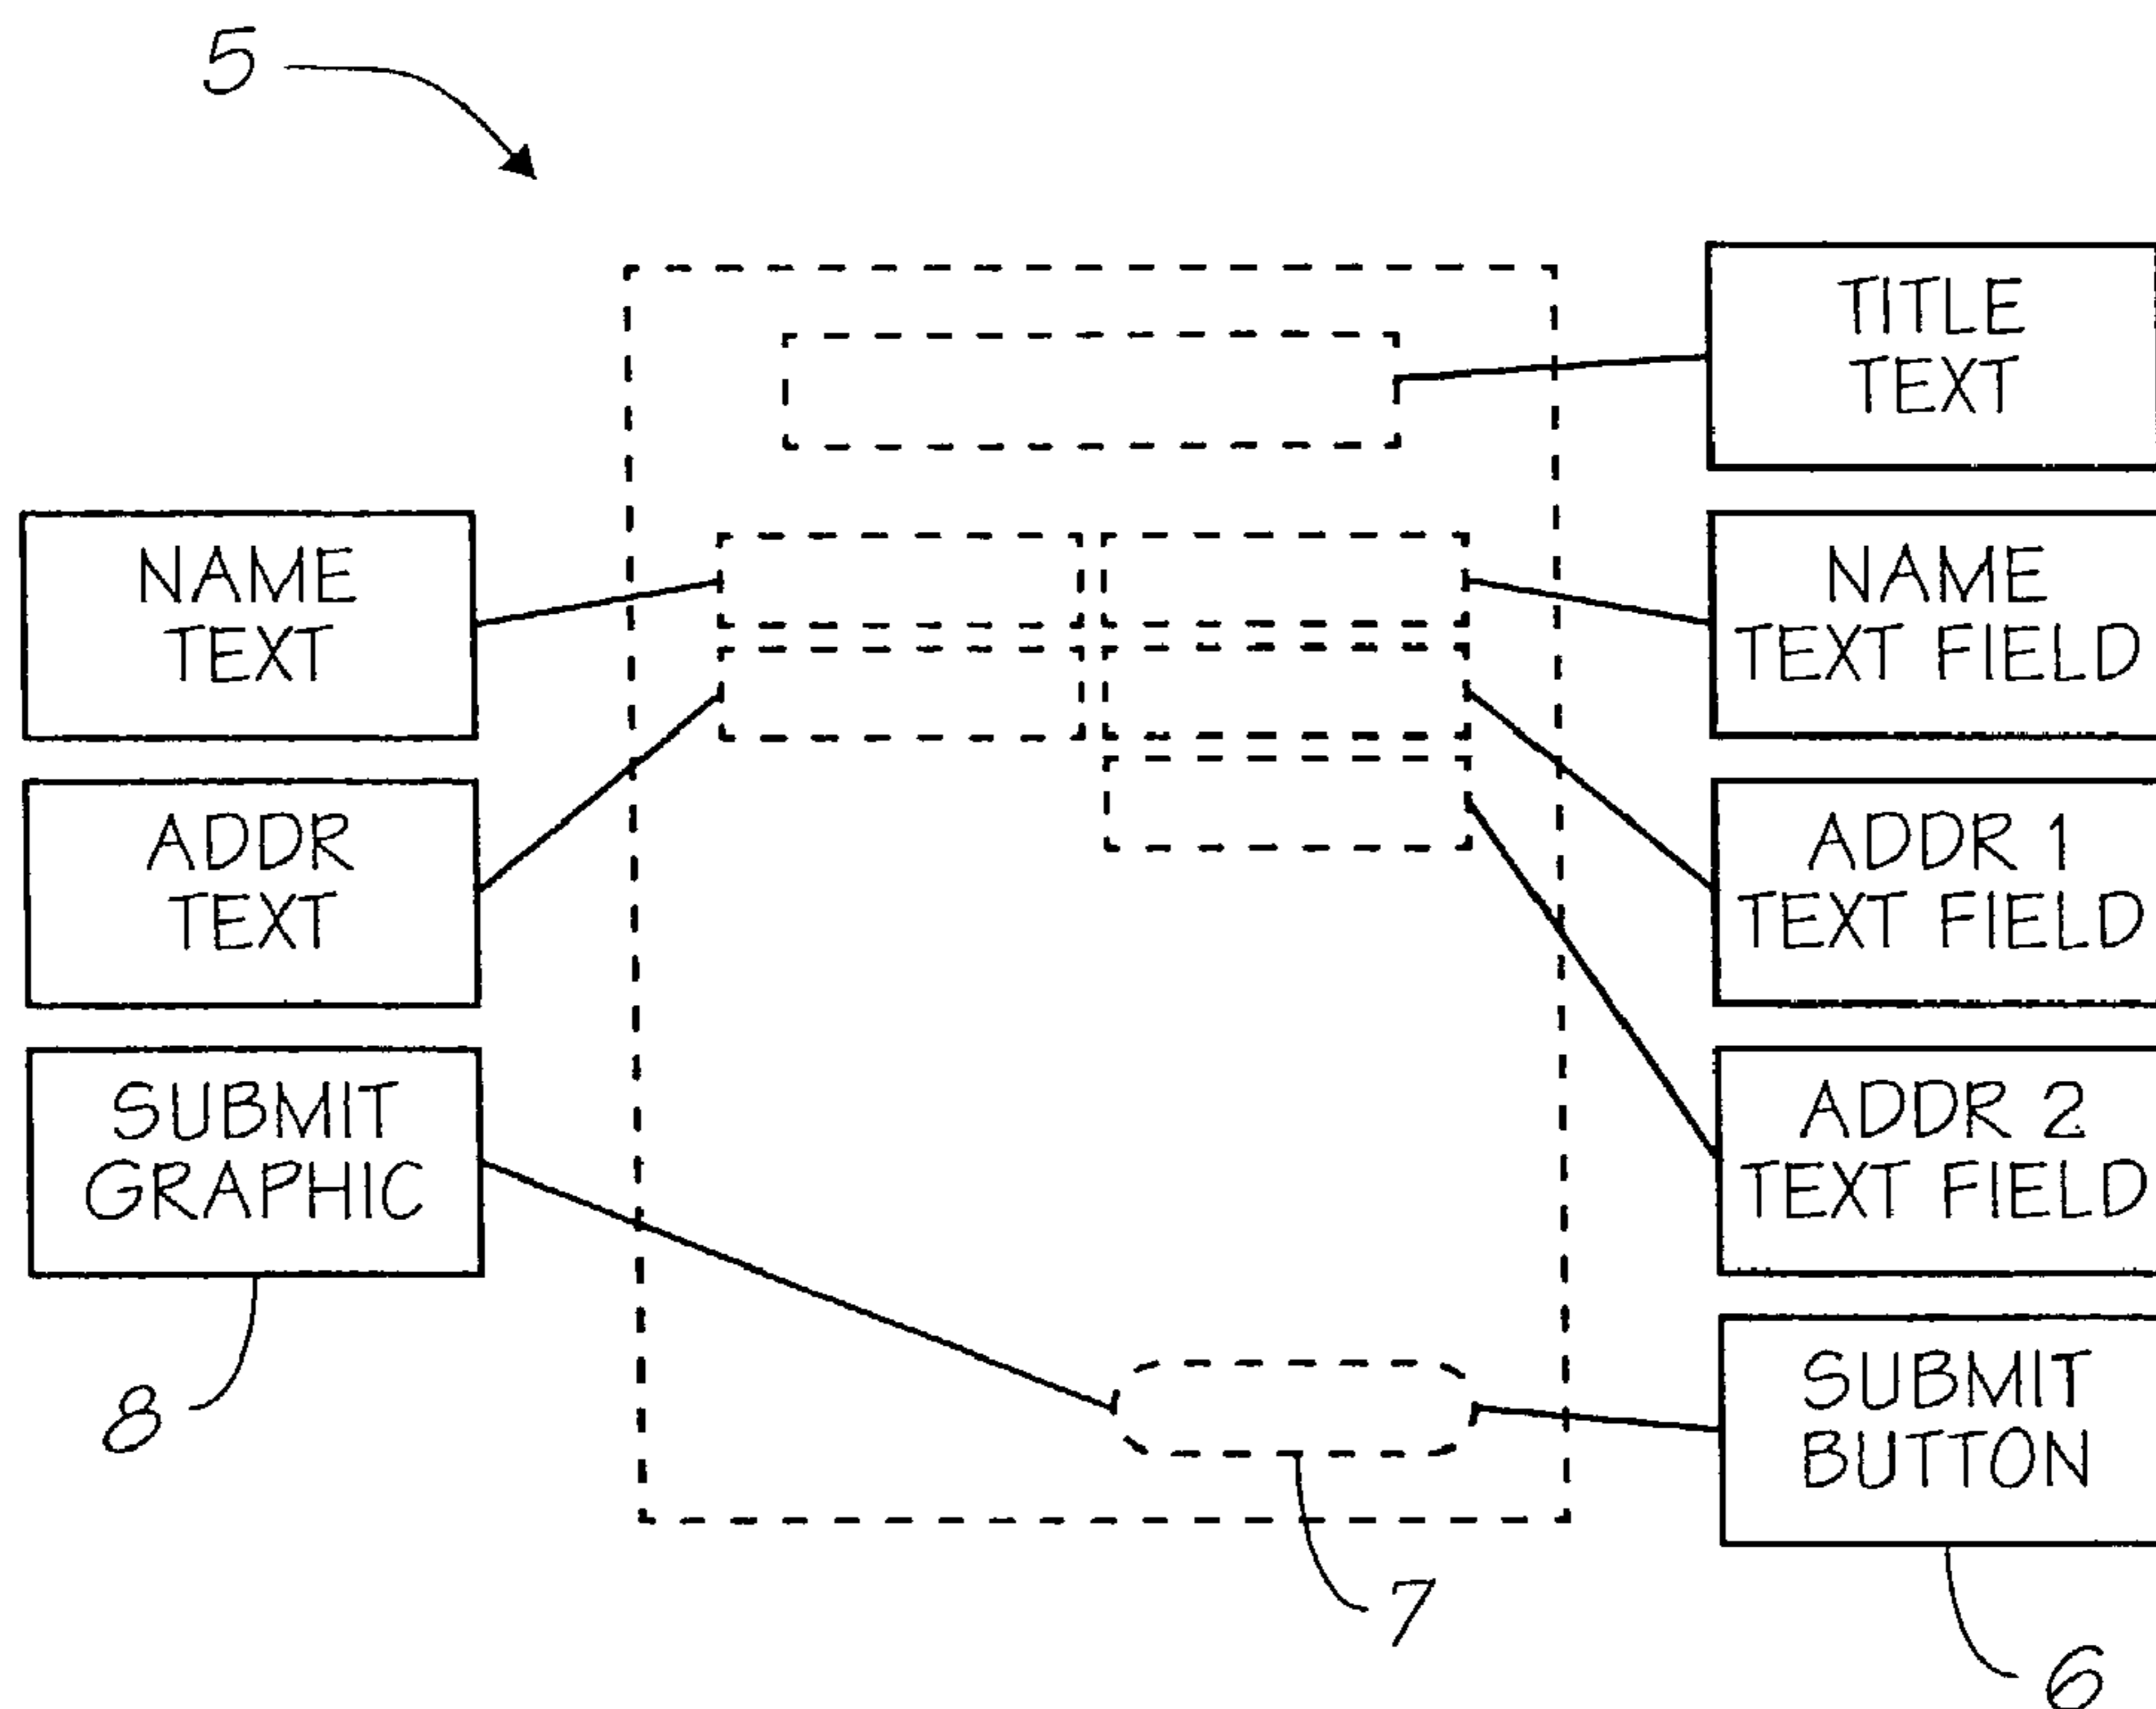 5
TITLE
TEXT
NAME
TEXT
NAME
TEXT FIELD
ADDR
TEXT
ADDR 1
TEXT FIELD
SUBMIT
GRAPHIC
ADDR 2
TEXT FIELD
SUBMIT
BUTTON
8
7
6